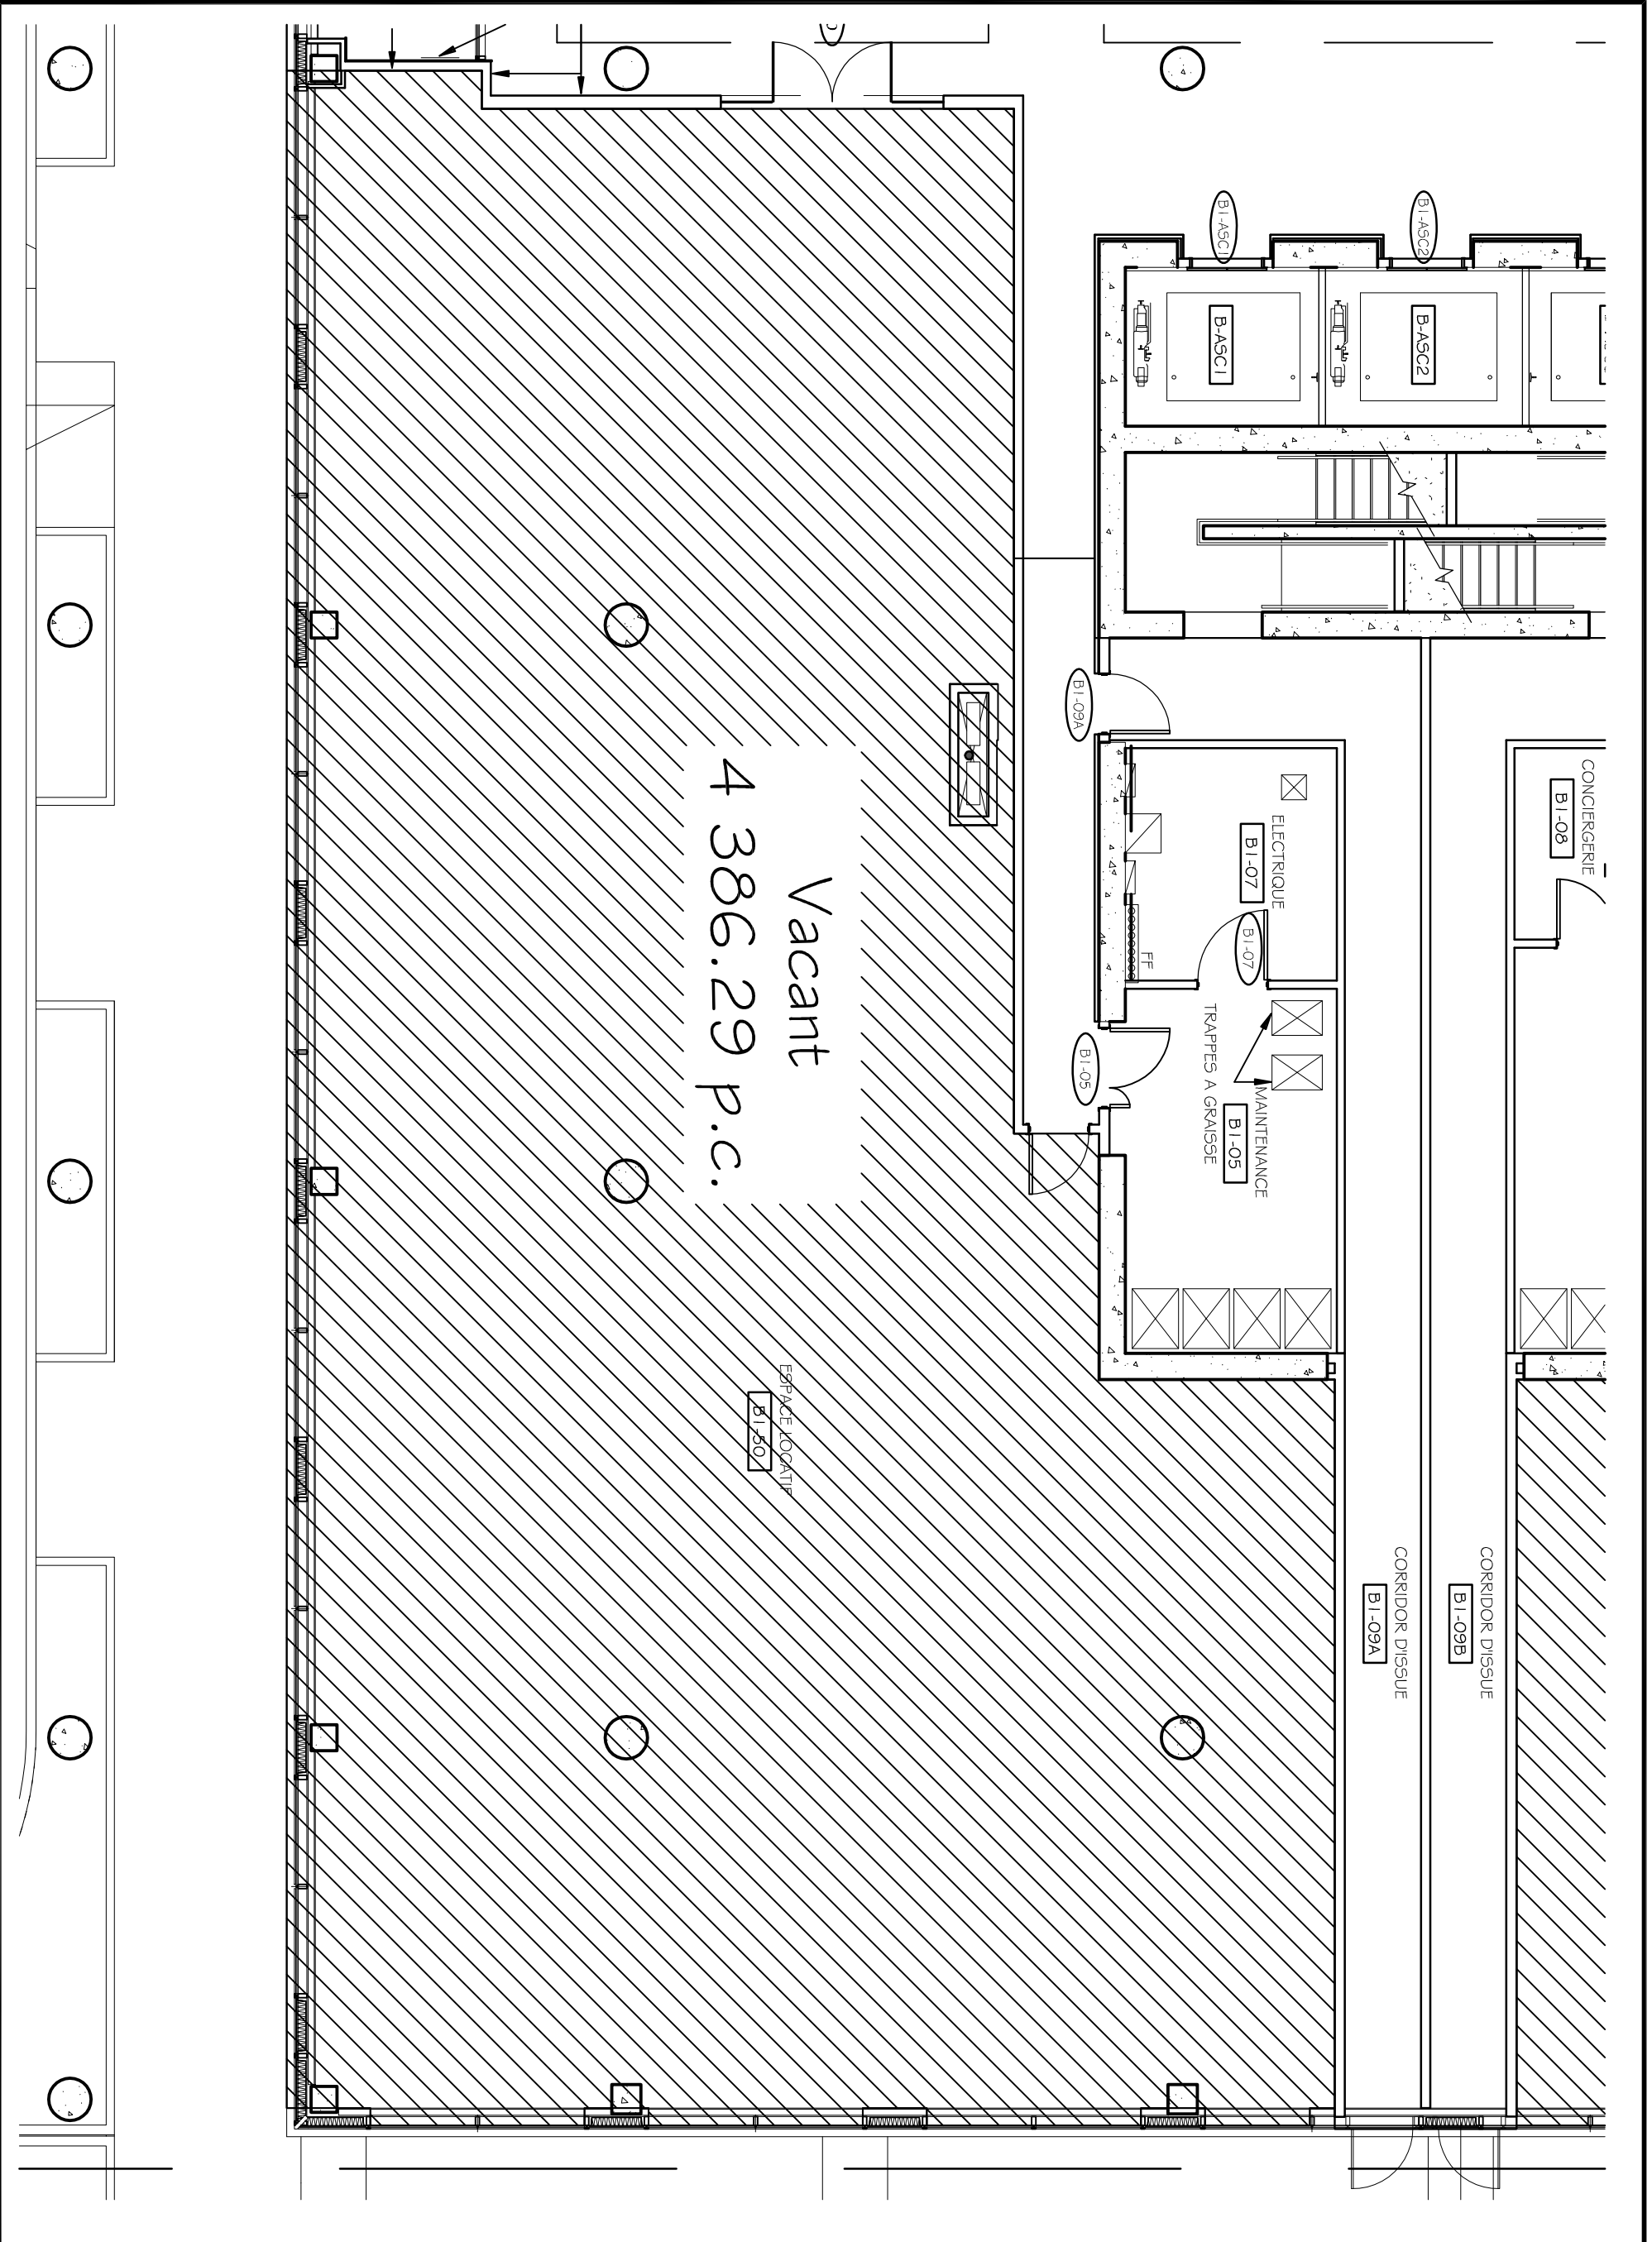 B1-ASC1
B1-ASC2
B-ASC1
B-ASC2
B1-09A
CONCIERGERIE
B1-08
ELECTRIQUE
B1-07
B1-07
FF
Vacant
4 386.29 p.c.
TRAPPES A GRAISSE
MAINTENANCE
B1-05
B1-05
ESPACE LOCATIF
B1-50
CORRIDOR D'ISSUE
B1-09B
CORRIDOR D'ISSUE
B1-09A